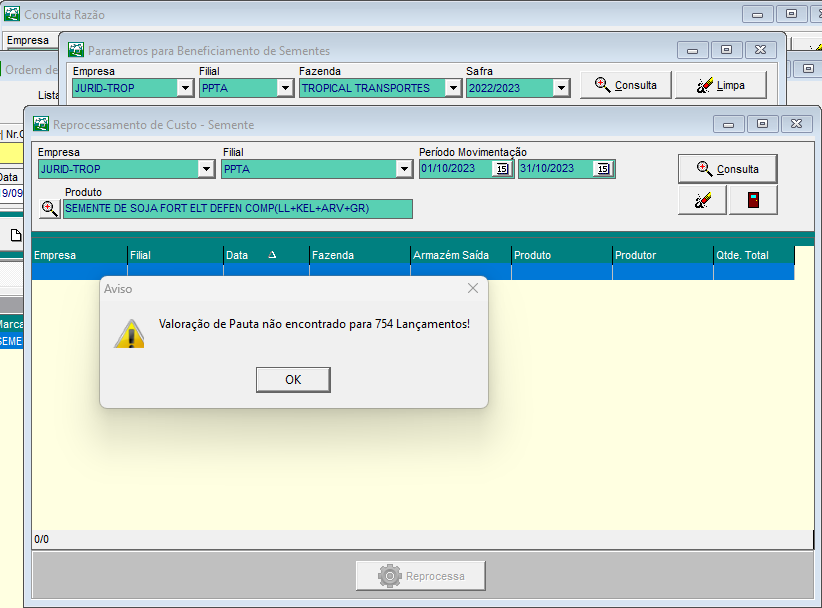 Consulta Razão
Empresa
Parametros para Beneficiamento de Sementes
Ordem de
Empresa Filial Fazenda Safra
JURID-TROP PPTA TROPICAL TRANSPORTES 2022/2023 Consulta Limpa
Lista
Reprocessamento de Custo - Semente
Nr.
Empresa Filial Período Movimentação
JURID-TROP PPTA 01/10/2023 15 31/10/2023 15 Consulta
Data
Produto
SEMENTE DE SOJA FORT ELT DEFEN COMP(LL+KEL+ARV+GR)
19/09
Empresa Filial Data Fazenda Armazém Saída Produto Produtor Qtde. Total
Aviso
Valoração de Pauta não encontrado para 754 Lançamentos!
Marca
SEME
OK
0/0
Reprocessa